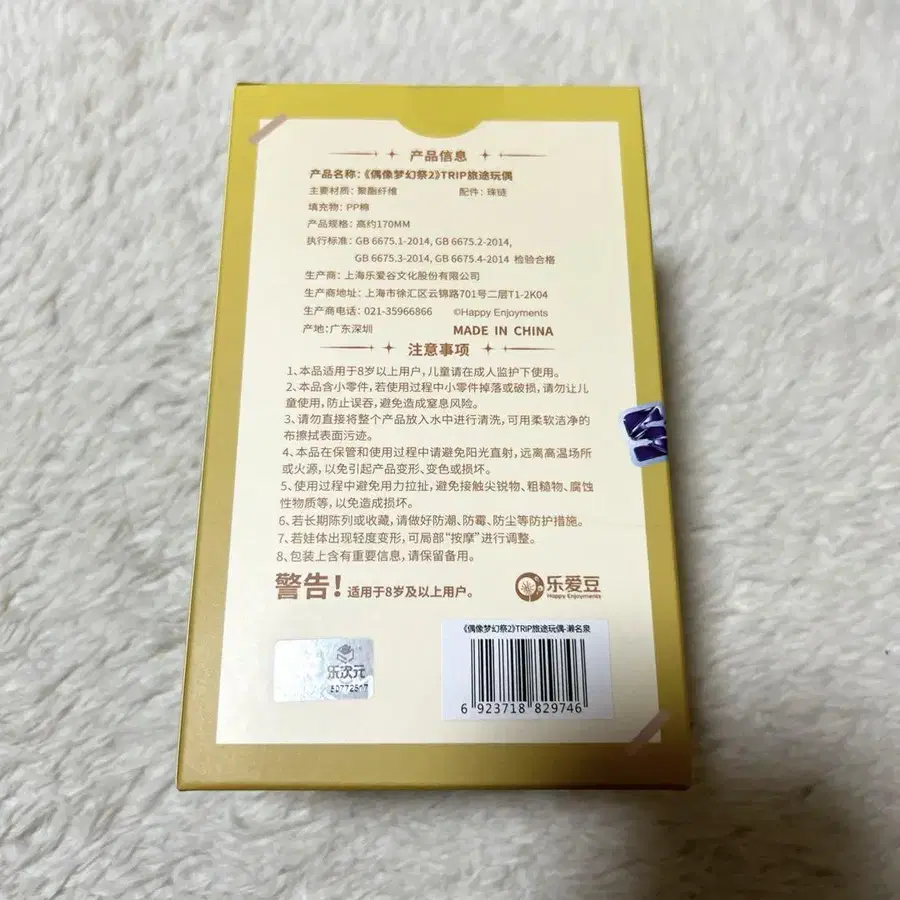 产品信息
产品名称：《偶像梦幻祭2》TRIP旅途玩偶
主要材质：聚酯纤维 配件：珠链
填充物：PP棉
产品规格：高约170MM
执行标准：GB 6675.1-2014, GB 6675.2-2014,
GB 6675.3-2014, GB 6675.4-2014 检验合格
生产商：上海乐爱谷文化股份有限公司
生产商地址：上海市徐汇区云锦路701号二层T1-2K04
生产商电话：021-35966866 ©Happy Enjoyments
产地：广东深圳 MADE IN CHINA
注意事项
1、本品适用于8岁以上用户，儿童请在成人监护下使用。
2、本品含小零件，若使用过程中小零件掉落或破损，请勿让儿
童使用，防止误吞，避免造成窒息风险。
3、请勿直接将整个产品放入水中进行清洗，可用柔软洁净的
布擦拭表面污迹。
4、本品在保管和使用过程中请避免阳光直射，远离高温场所
或火源，以免引起产品变形、变色或损坏。
5、使用过程中避免用力拉扯，避免接触尖锐物、粗糙物、腐蚀
性物质等，以免造成损坏。
6、若长期陈列或收藏，请做好防潮、防霉、防尘等防护措施。
7、若娃体出现轻度变形，可局部“按摩”进行调整。
8、包装上含有重要信息，请保留备用。
警告！适用于8岁及以上用户。
乐爱豆
Happy Enjoyments
《偶像梦幻祭2》TRIP旅途玩偶-濑名泉
6 923718 829746
乐次元